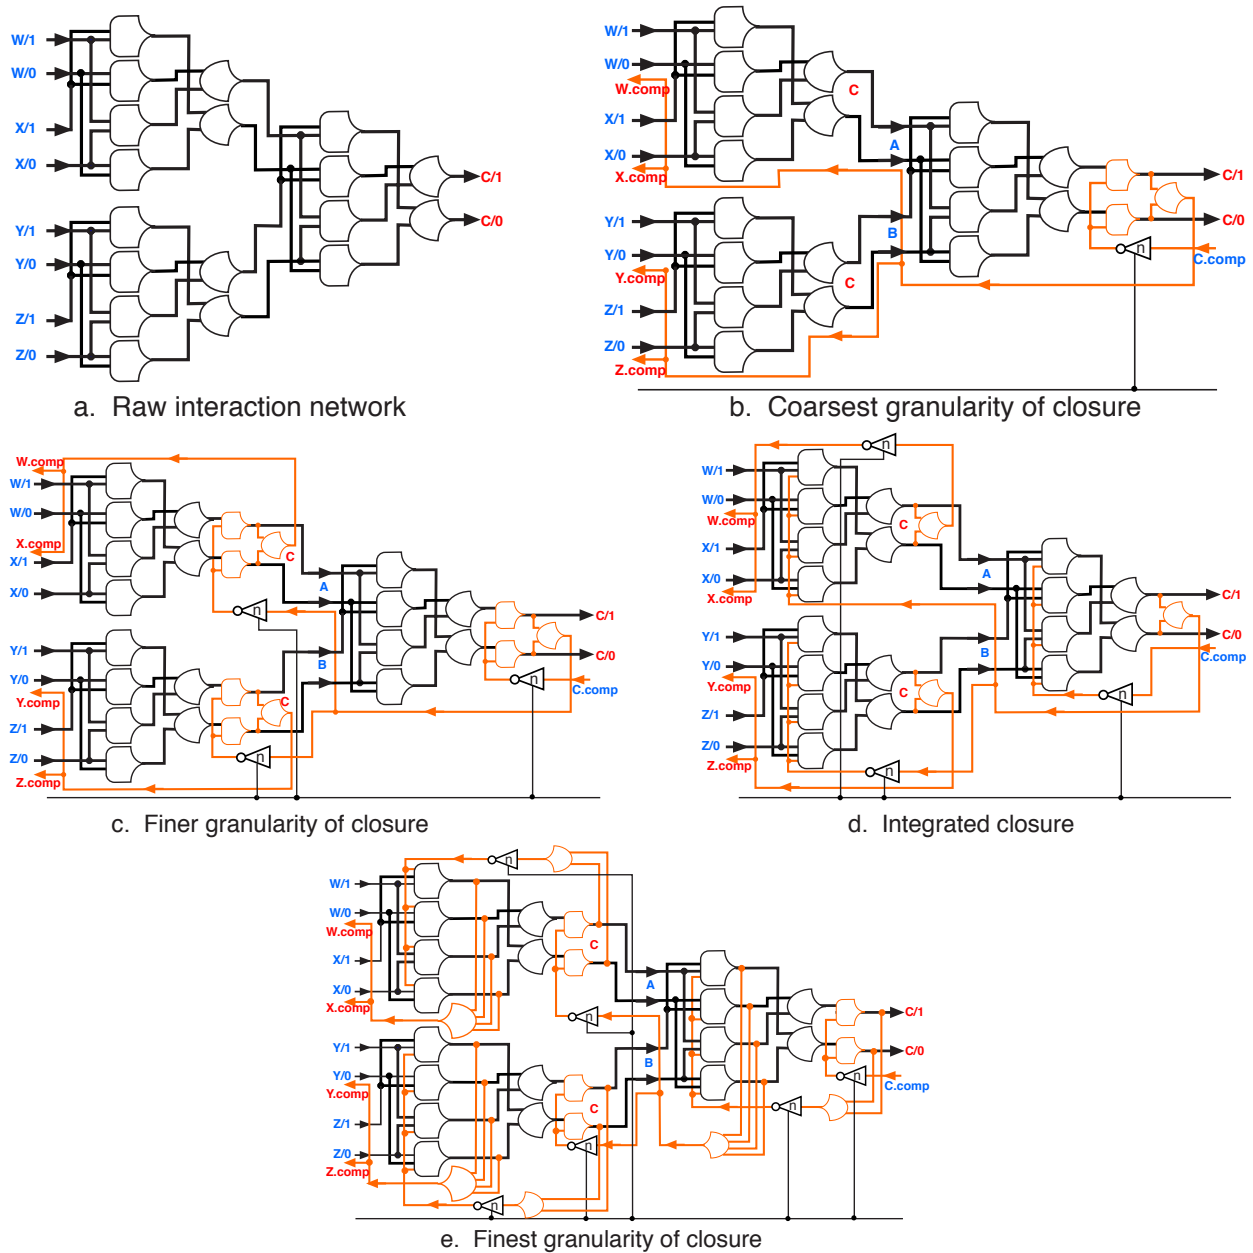 W/1
W/0
X/1
X/0
Y/1
Y/0
Z/1
Z/0
C/1
C/0
a. Raw interaction network
W/1
W/0
W.comp
C
X/1
A
X/0
X.comp
C/1
Y/1
B
C/0
Y/0
n
C.comp
Y.comp
C
Z/1
Z/0
Z.comp
b. Coarsest granularity of closure
W.comp
W/1
W/0
X.comp
C
X/1
A
X/0
n
C/1
Y/1
B
C/0
Y/0
n
C.comp
Y.comp
C
Z/1
n
Z/0
Z.comp
c. Finer granularity of closure
n
W/1
W/0
W.comp
C
X/1
A
X/0
X.comp
C/1
Y/1
C/0
B
C.comp
Y/0
Y.comp
C
n
Z/1
Z/0
Z.comp
n
d. Integrated closure
n
W/1
W/0
W.comp
C
X/1
A
X/0
X.comp
n
C/1
Y/1
C/0
B
Y/0
n
C.comp
Y.comp
C
n
Z/1
n
Z/0
Z.comp
n
e. Finest granularity of closure